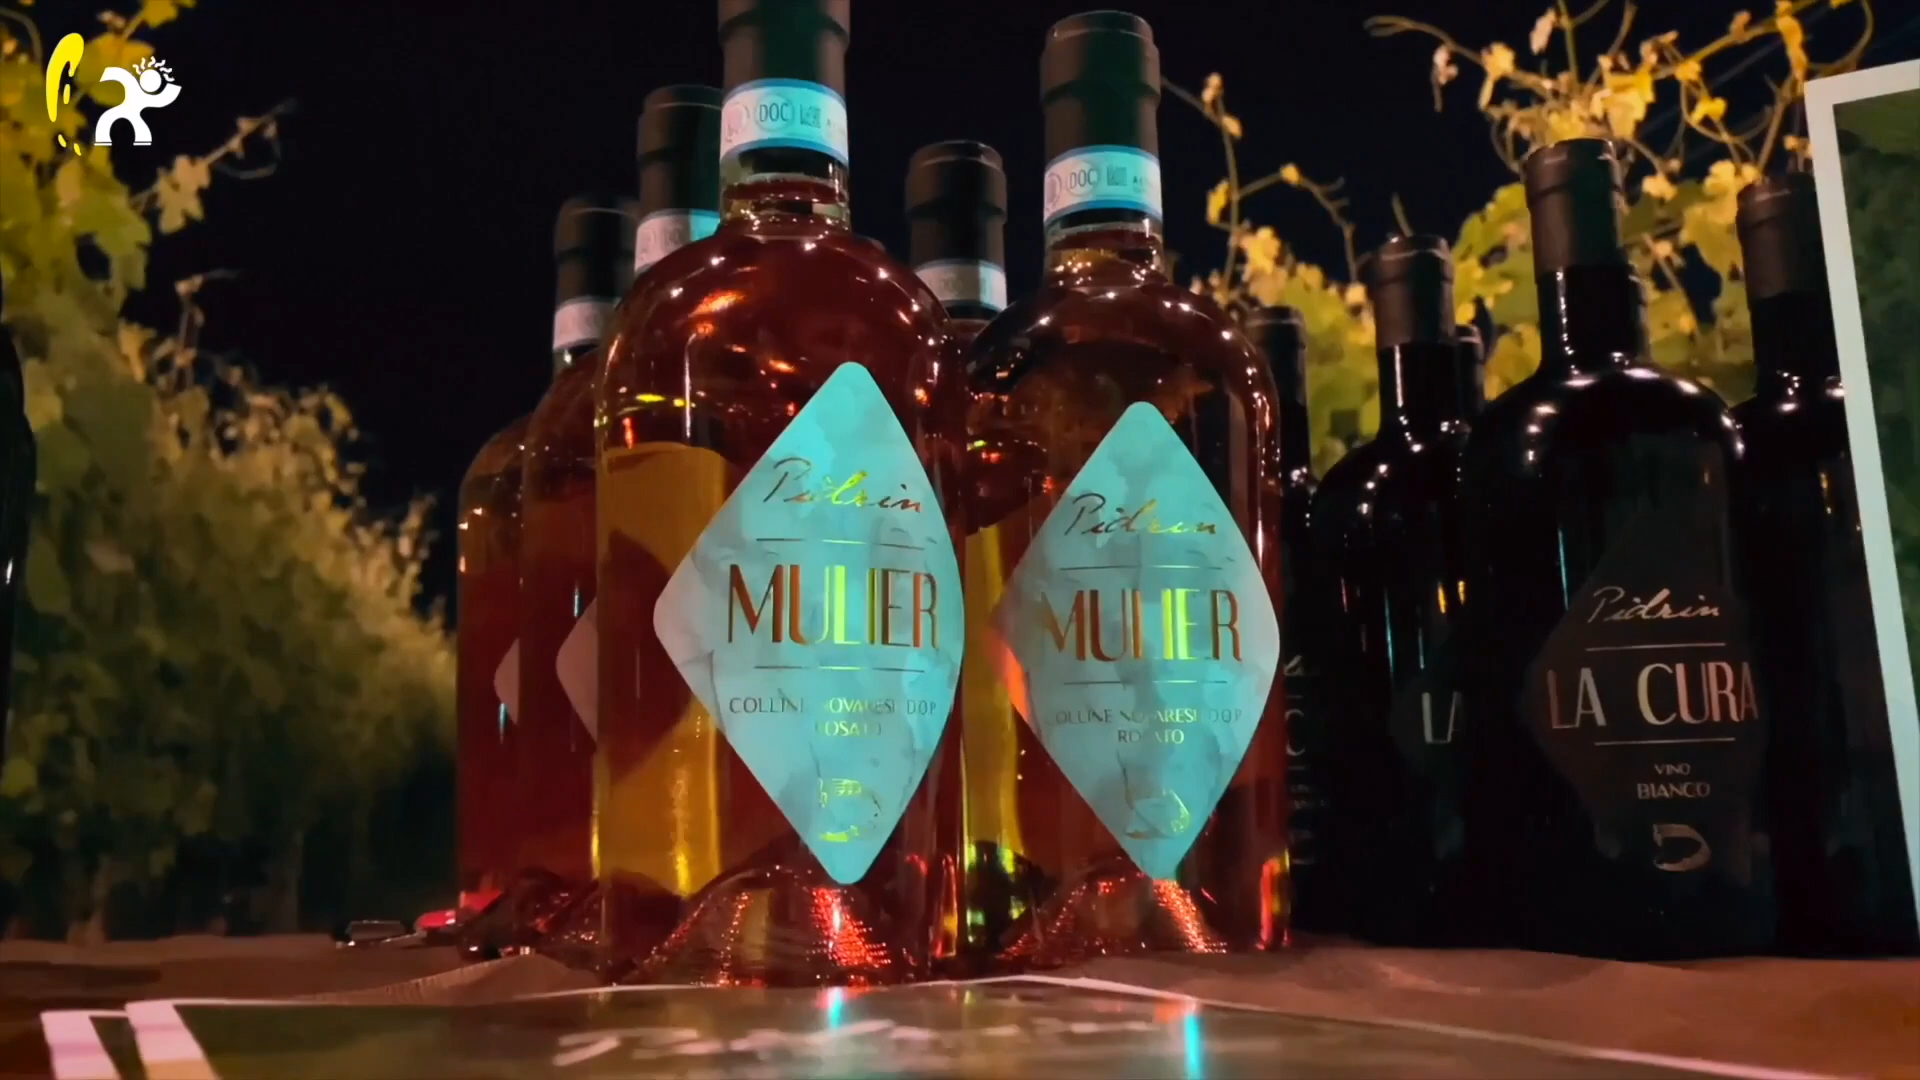 DOC
DOC
Pidrin
MULIER
COLLINE NOVARESI DOP
ROSATO
Pidrin
MULIER
COLLINE NOVARESI DOP
ROSATO
LA
Pidrin
LA CURA
VINO
BIANCO